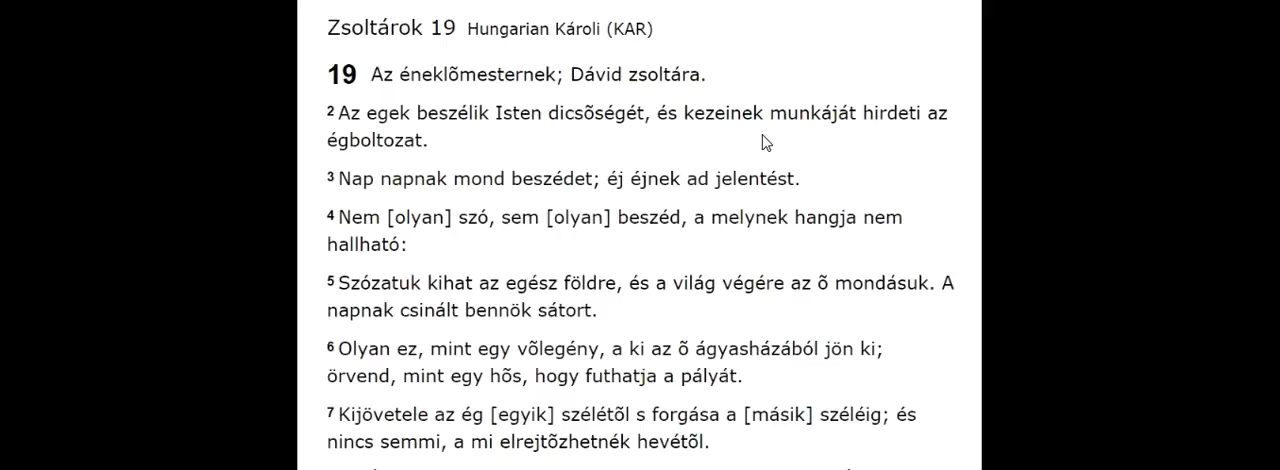 Zsoltárok 19 Hungarian Károli (KAR)
19 Az éneklõmesternek; Dávid zsoltára.
2 Az egek beszélik Isten dicsõségét, és kezeinek munkáját hirdeti az
égboltozat.
3 Nap napnak mond beszédet; éj éjnek ad jelentést.
4 Nem [olyan] szó, sem [olyan] beszéd, a melynek hangja nem
hallható:
5 Szózatuk kihat az egész földre, és a világ végére az õ mondásuk. A
napnak csinált bennök sátort.
6 Olyan ez, mint egy võlegény, a ki az õ ágyasházából jön ki;
örvend, mint egy hõs, hogy futhatja a pályát.
7 Kijövetele az ég [egyik] szélétõl s forgása a [másik] széléig; és
nincs semmi, a mi elrejtõzhetnék hevétõl.